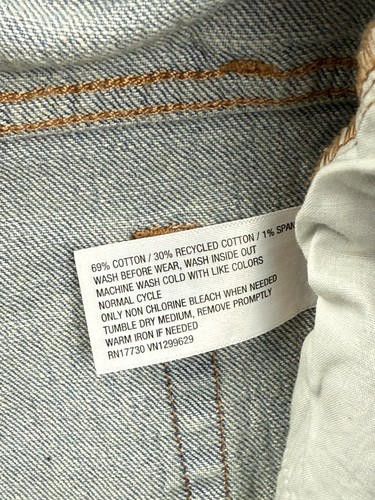 69% COTTON / 30% RECYCLED COTTON / 1% SPAN
WASH BEFORE WEAR, WASH INSIDE OUT
MACHINE WASH COLD WITH LIKE COLORS
NORMAL CYCLE
ONLY NON CHLORINE BLEACH WHEN NEEDED
TUMBLE DRY MEDIUM, REMOVE PROMPTLY
WARM IRON IF NEEDED
RN17730 VN1299629